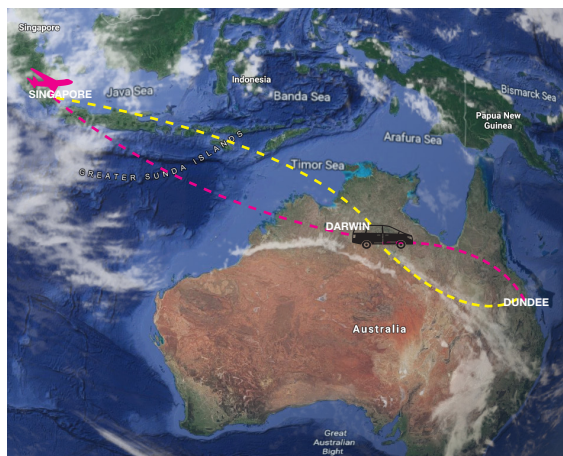 Singapore
SINGAPORE
Java Sea
Indonesia
Banda Sea
Bismarck Sea
Papua New
Guinea
Arafura Sea
GREATER SUNDA ISLANDS
Timor Sea
DARWIN
DUNDEE
Australia
Great
Australian
Bight